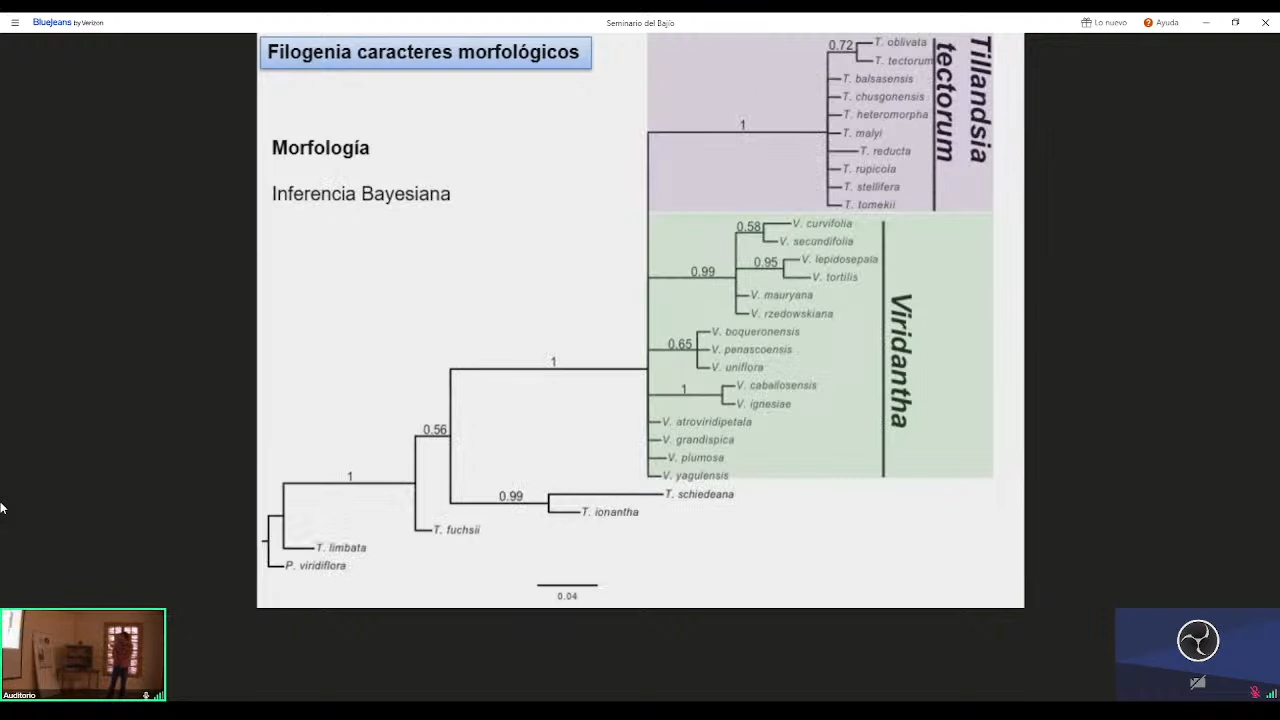 BlueJeans by Verizon
Seminario del Bajío
Lo nuevo
Ayuda
Filogenia caracteres morfológicos
Morfología
Inferencia Bayesiana
0.72
T. oblivata
T. tectorum
T. balsasensis
T. chusgonensis
T. heteromorpha
1
T. malyi
T. reducta
T. rupicola
T. stellifera
T. tomekii
Tillandsia
tectorum
0.58
V. curvifolia
V. secundifolia
0.99
0.95
V. lepidosepala
V. tortilis
V. mauryana
V. rzedowskiana
0.65
V. boqueronensis
V. penascoensis
V. uniflora
1
V. caballosensis
V. ignesiae
V. atroviridipetala
V. grandispica
V. plumosa
V. yagulensis
Viridantha
1
0.56
1
0.99
T. schiedeana
T. ionantha
T. fuchsii
T. limbata
P. viridiflora
0.04
Auditorio